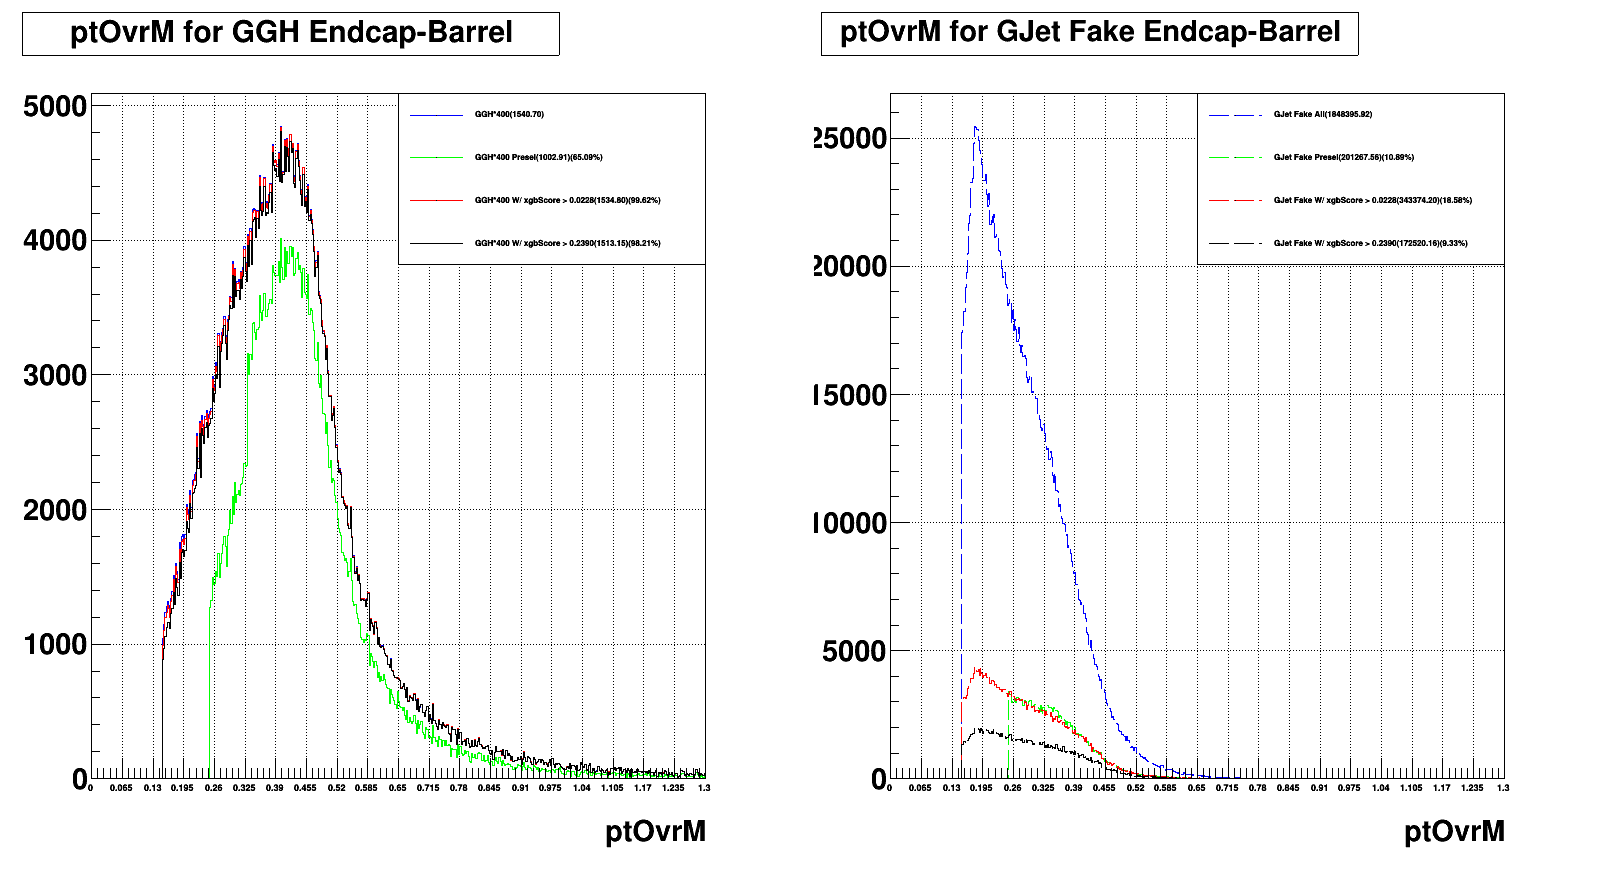 ptOvrM for GGH Endcap-Barrel
5000
4000
3000
2000
1000
0
GGH*400(1540.70)
GGH*400 Presel(1002.91)(65.09%)
GGH*400 W/ xgbScore > 0.0228(1534.80)(99.62%)
GGH*400 W/ xgbScore > 0.2390(1513.15)(98.21%)
0 0.065 0.13 0.195 0.26 0.325 0.39 0.455 0.52 0.585 0.65 0.715 0.78 0.845 0.91 0.975 1.04 1.105 1.17 1.235 1.3
ptOvrM
ptOvrM for GJet Fake Endcap-Barrel
25000
20000
15000
10000
5000
0
GJet Fake All(1848395.92)
GJet Fake Presel(201267.56)(10.89%)
GJet Fake W/ xgbScore > 0.0228(343374.20)(18.58%)
GJet Fake W/ xgbScore > 0.2390(172520.16)(9.33%)
0 0.065 0.13 0.195 0.26 0.325 0.39 0.455 0.52 0.585 0.65 0.715 0.78 0.845 0.91 0.975 1.04 1.105 1.17 1.235 1.3
ptOvrM